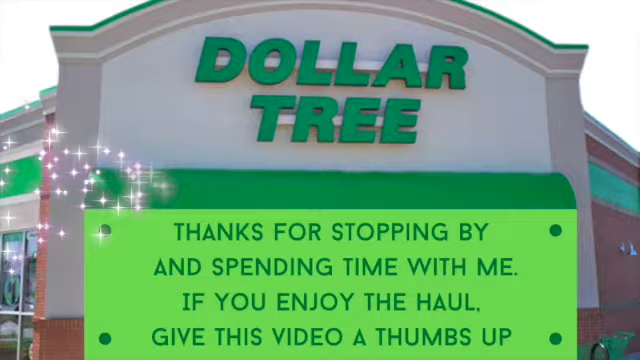 DOLLAR
TREE
THANKS FOR STOPPING BY
AND SPENDING TIME WITH ME.
IF YOU ENJOY THE HAUL,
GIVE THIS VIDEO A THUMBS UP